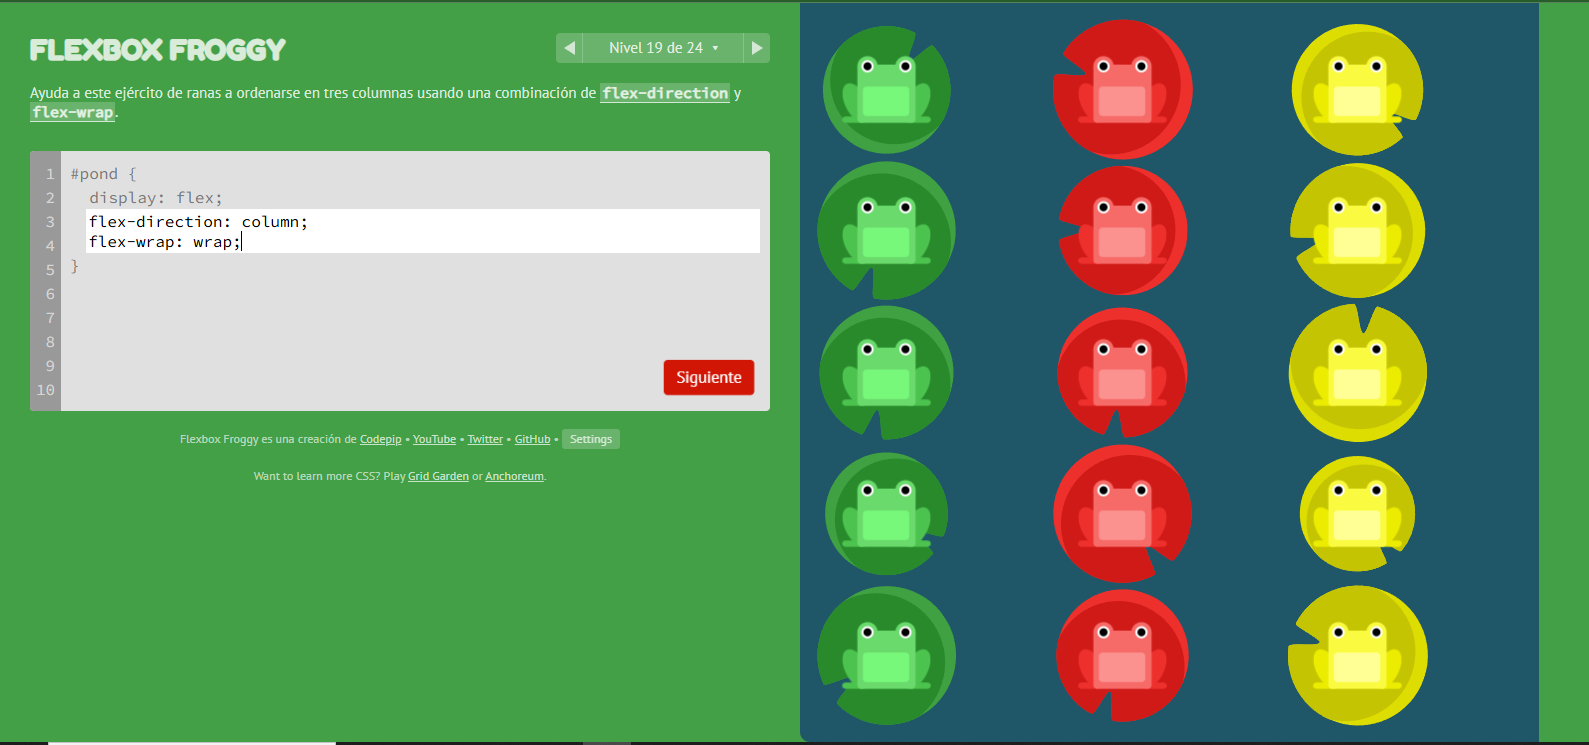 FLEXBOX FROGGY
Nivel 19 de 24
Ayuda a este ejército de ranas a ordenarse en tres columnas usando una combinación de flex-direction y
flex-wrap.
1 #pond {
2 display: flex;
3 flex-direction: column;
4 flex-wrap: wrap;
5 }
6
7
8
9
10
Siguiente
Flexbox Froggy es una creación de Codepip • YouTube • Twitter • GitHub • Settings
Want to learn more CSS? Play Grid Garden or Anchoreum.